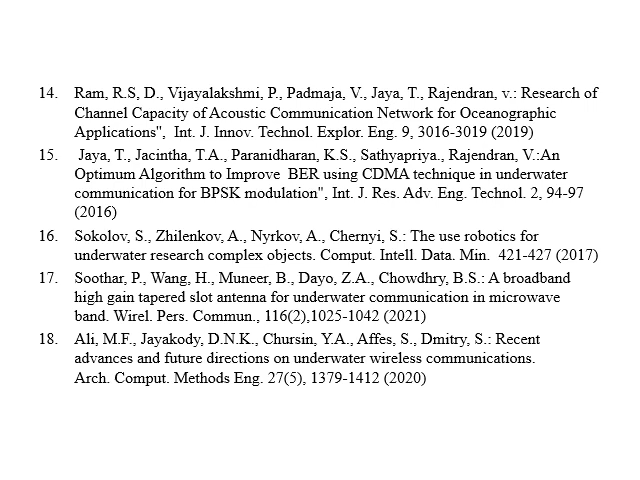 14. Ram, R.S, D., Vijayalakshmi, P., Padmaja, V., Jaya, T., Rajendran, v.: Research of
Channel Capacity of Acoustic Communication Network for Oceanographic
Applications", Int. J. Innov. Technol. Explor. Eng. 9, 3016-3019 (2019)
15. Jaya, T., Jacintha, T.A., Paranidharan, K.S., Sathyapriya., Rajendran, V.:An
Optimum Algorithm to Improve BER using CDMA technique in underwater
communication for BPSK modulation", Int. J. Res. Adv. Eng. Technol. 2, 94-97
(2016)
16. Sokolov, S., Zhilenkov, A., Nyrkov, A., Chernyi, S.: The use robotics for
underwater research complex objects. Comput. Intell. Data. Min. 421-427 (2017)
17. Soothar, P., Wang, H., Muneer, B., Dayo, Z.A., Chowdhry, B.S.: A broadband
high gain tapered slot antenna for underwater communication in microwave
band. Wirel. Pers. Commun., 116(2),1025-1042 (2021)
18. Ali, M.F., Jayakody, D.N.K., Chursin, Y.A., Affes, S., Dmitry, S.: Recent
advances and future directions on underwater wireless communications.
Arch. Comput. Methods Eng. 27(5), 1379-1412 (2020)